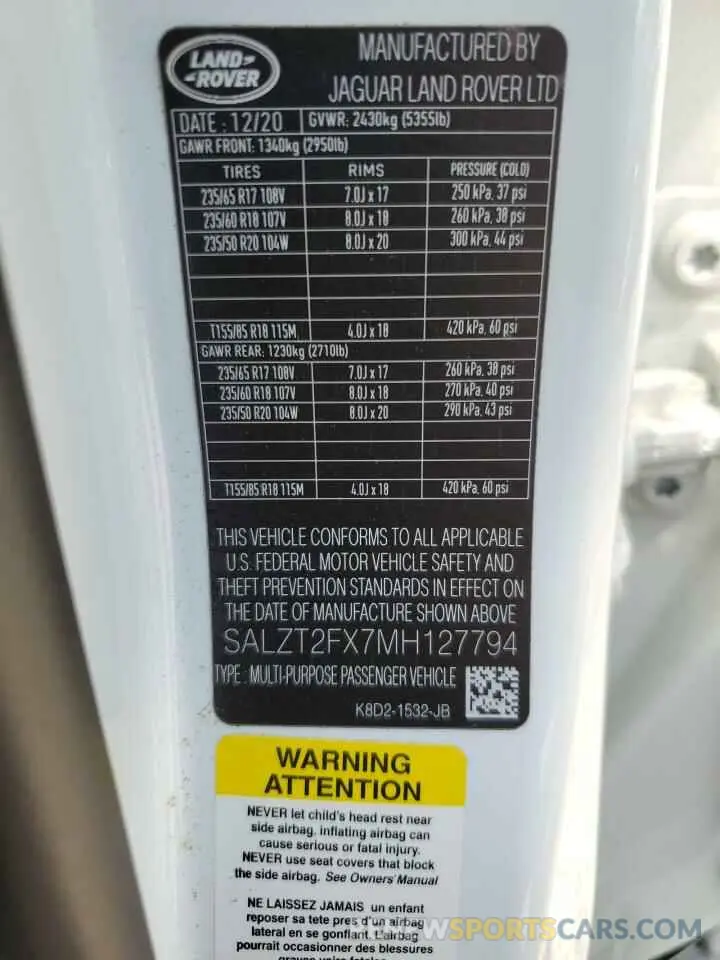 LAND-
-ROVER
MANUFACTURED BY
JAGUAR LAND ROVER LTD
DATE : 12/20 GVWR: 2430kg (5355lb)
GAWR FRONT: 1340kg (2950lb)
TIRES RIMS PRESSURE (COLD)
235/65 R17 108V 7.0J x 17 250 kPa, 37 psi
235/60 R18 107V 8.0J x 18 260 kPa, 38 psi
235/50 R20 104W 8.0J x 20 300 kPa, 44 psi
T155/85 R18 115M 4.0J x 18 420 kPa, 60 psi
GAWR REAR: 1230kg (2710lb)
235/65 R17 108V 7.0J x 17 260 kPa, 38 psi
235/60 R18 107V 8.0J x 18 270 kPa, 40 psi
235/50 R20 104W 8.0J x 20 290 kPa, 43 psi
T155/85 R18 115M 4.0J x 18 420 kPa, 60 psi
THIS VEHICLE CONFORMS TO ALL APPLICABLE
U.S. FEDERAL MOTOR VEHICLE SAFETY AND
THEFT PREVENTION STANDARDS IN EFFECT ON
THE DATE OF MANUFACTURE SHOWN ABOVE
SALZT2FX7MH127794
TYPE : MULTI-PURPOSE PASSENGER VEHICLE
K8D2-1532-JB
WARNING
ATTENTION
NEVER let child's head rest near
side airbag, inflating airbag can
cause serious or fatal injury.
NEVER use seat covers that block
the side airbag. See Owners' Manual
NE LAISSEZ JAMAIS un enfant
reposer sa tete pres d'un airbag
lateral en se gonflant. L'airbag
pourrait occasionner des blessures
NEWSPORTSCARS.COM